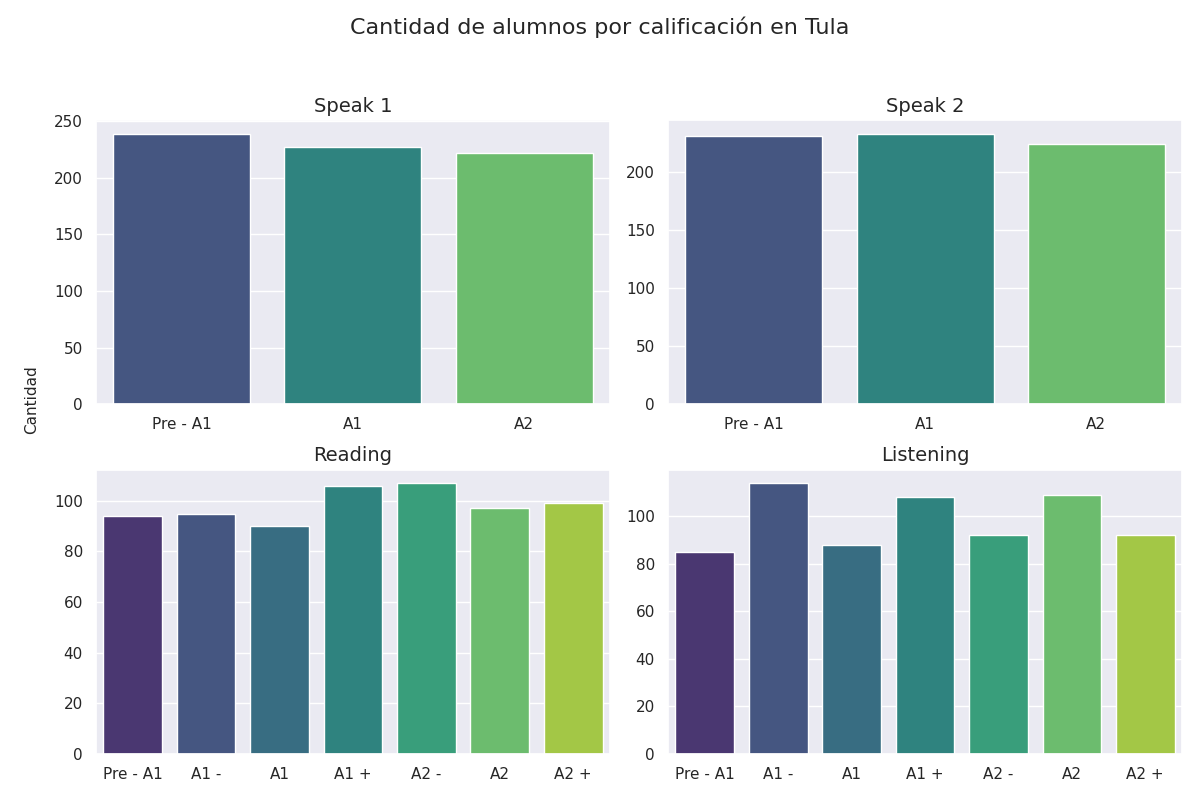 Cantidad de alumnos por calificación en Tula
Speak 1
250
200
150
100
50
0
Pre - A1 A1 A2
Speak 2
200
150
100
50
0
Pre - A1 A1 A2
Cantidad
Reading
100
80
60
40
20
0
Pre - A1 A1 - A1 A1 + A2 - A2 A2 +
Listening
100
80
60
40
20
0
Pre - A1 A1 - A1 A1 + A2 - A2 A2 +